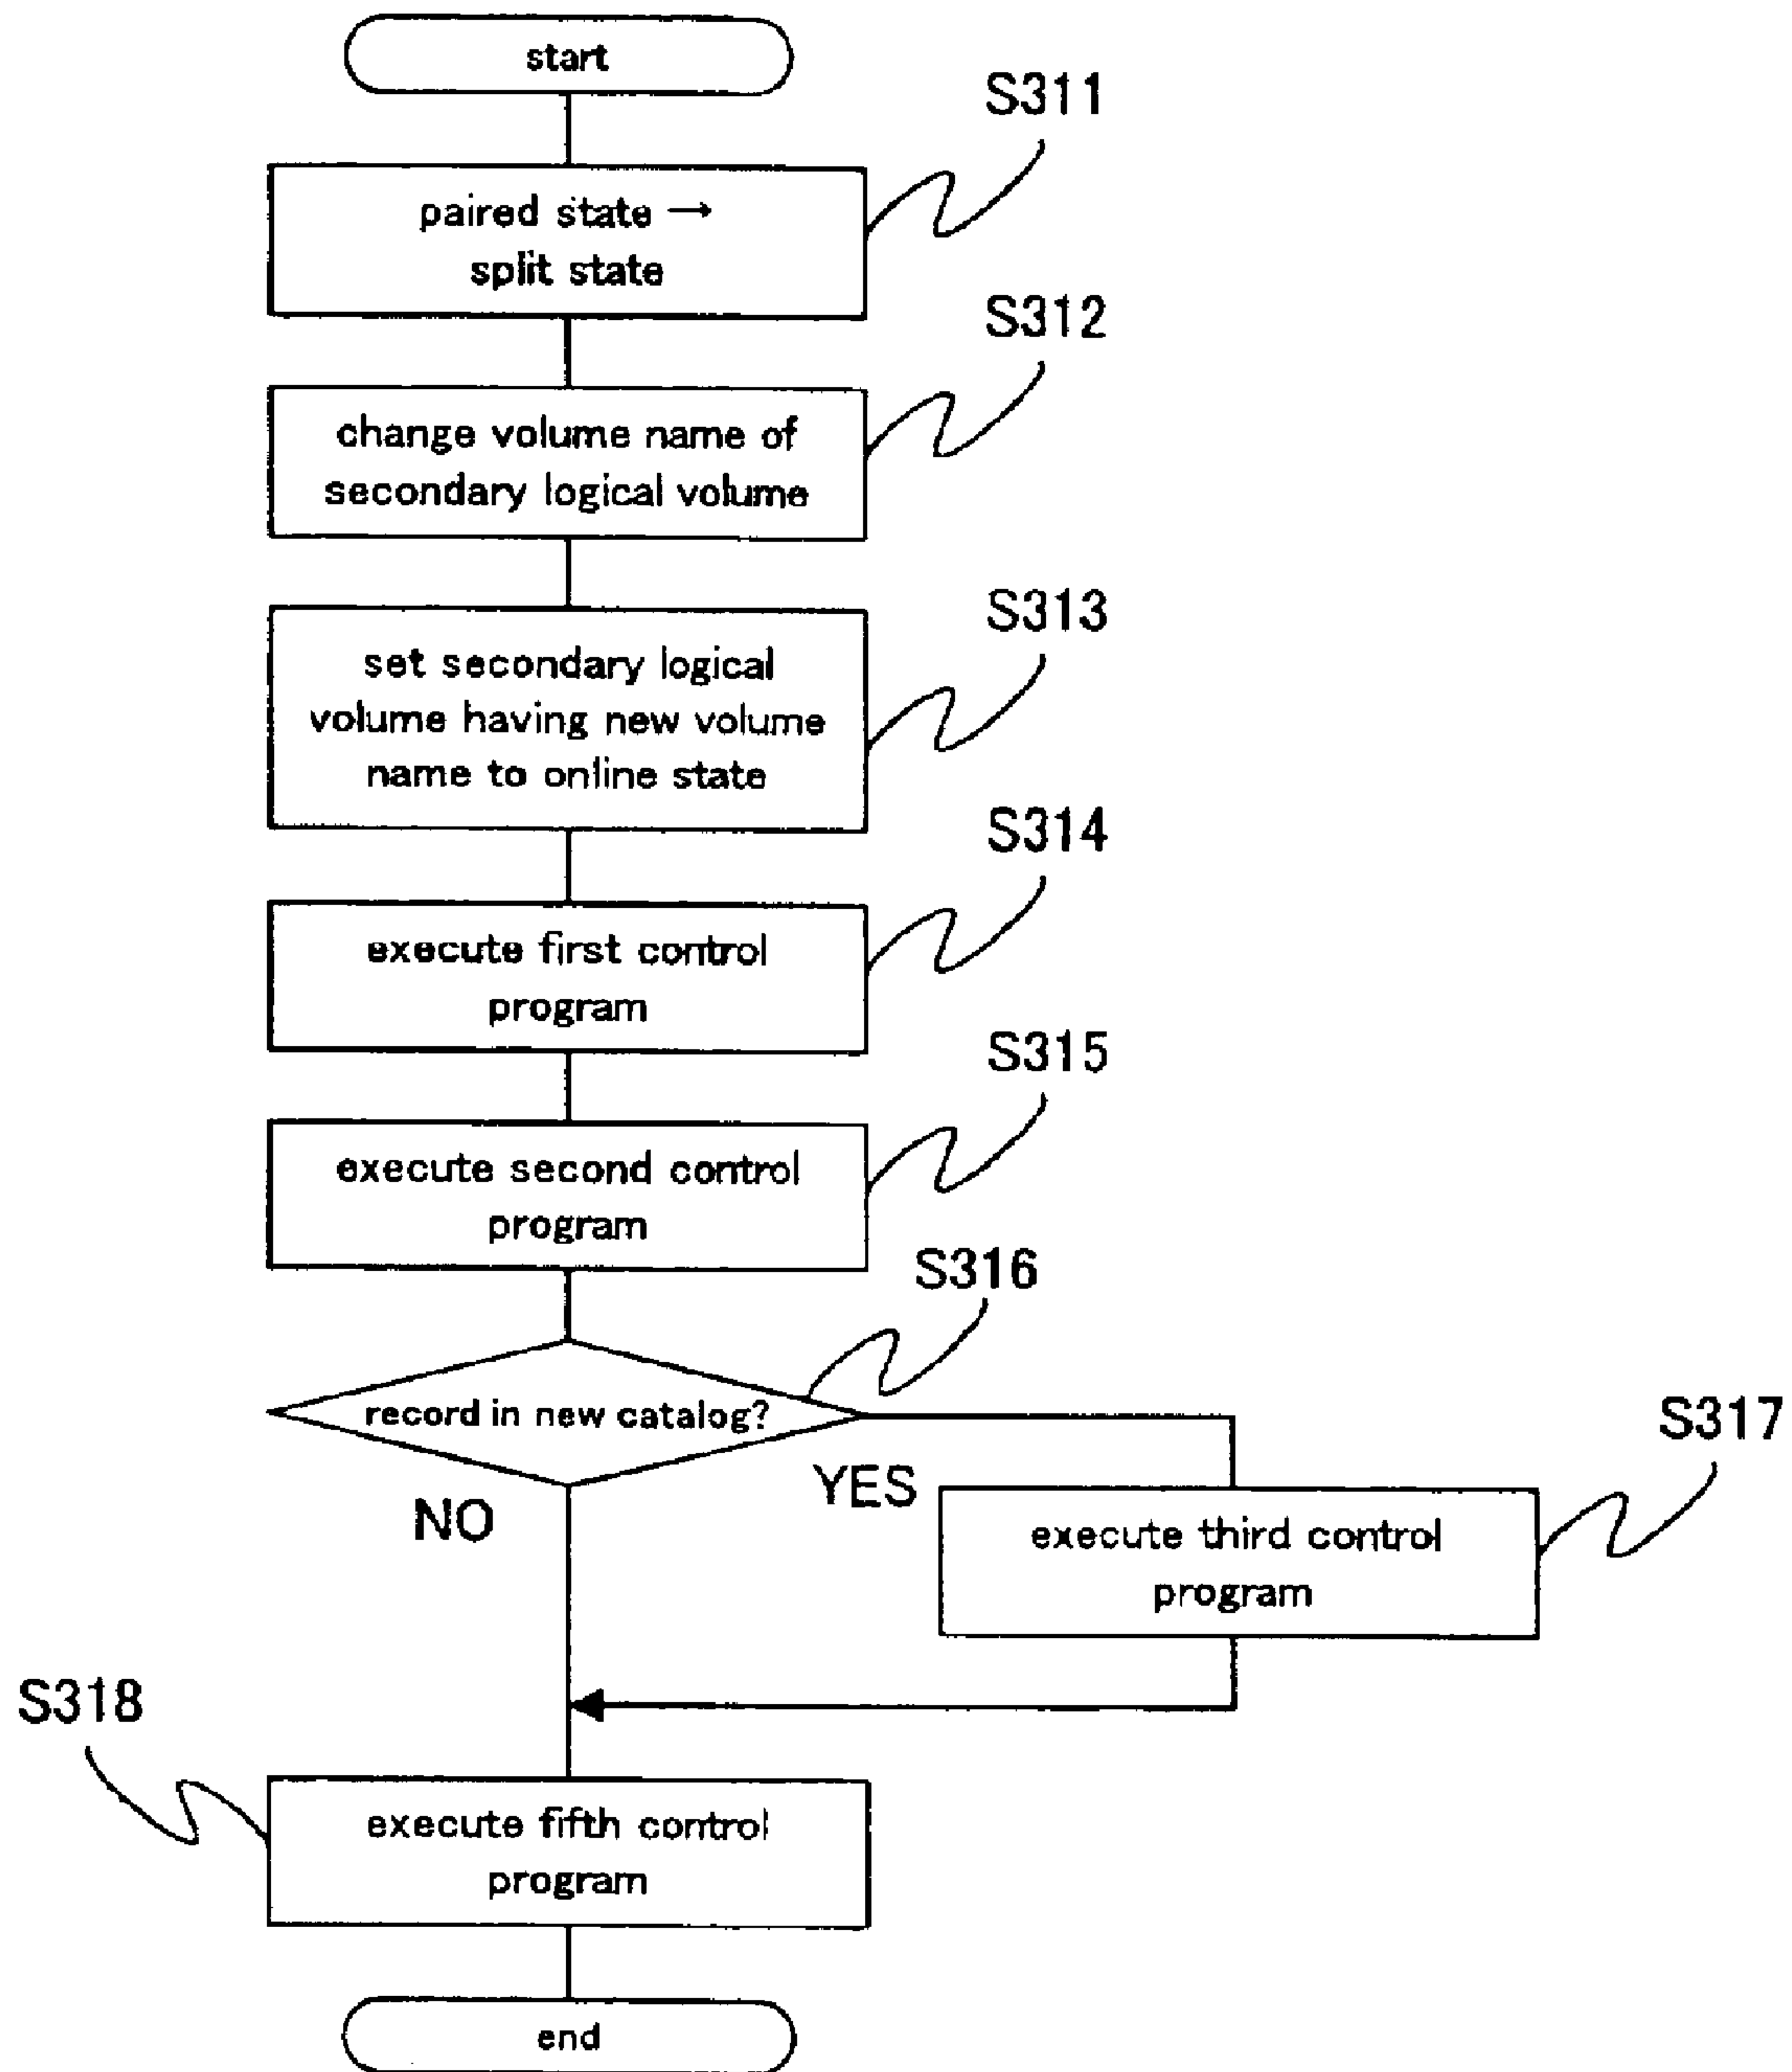 start
S311
paired state →
split state
S312
change volume name of
secondary logical volume
S313
set secondary logical
volume having new volume
name to online state
S314
execute first control
program
S315
execute second control
program
S316
record in new catalog?
YES
NO
S317
execute third control
program
S318
execute fifth control
program
end